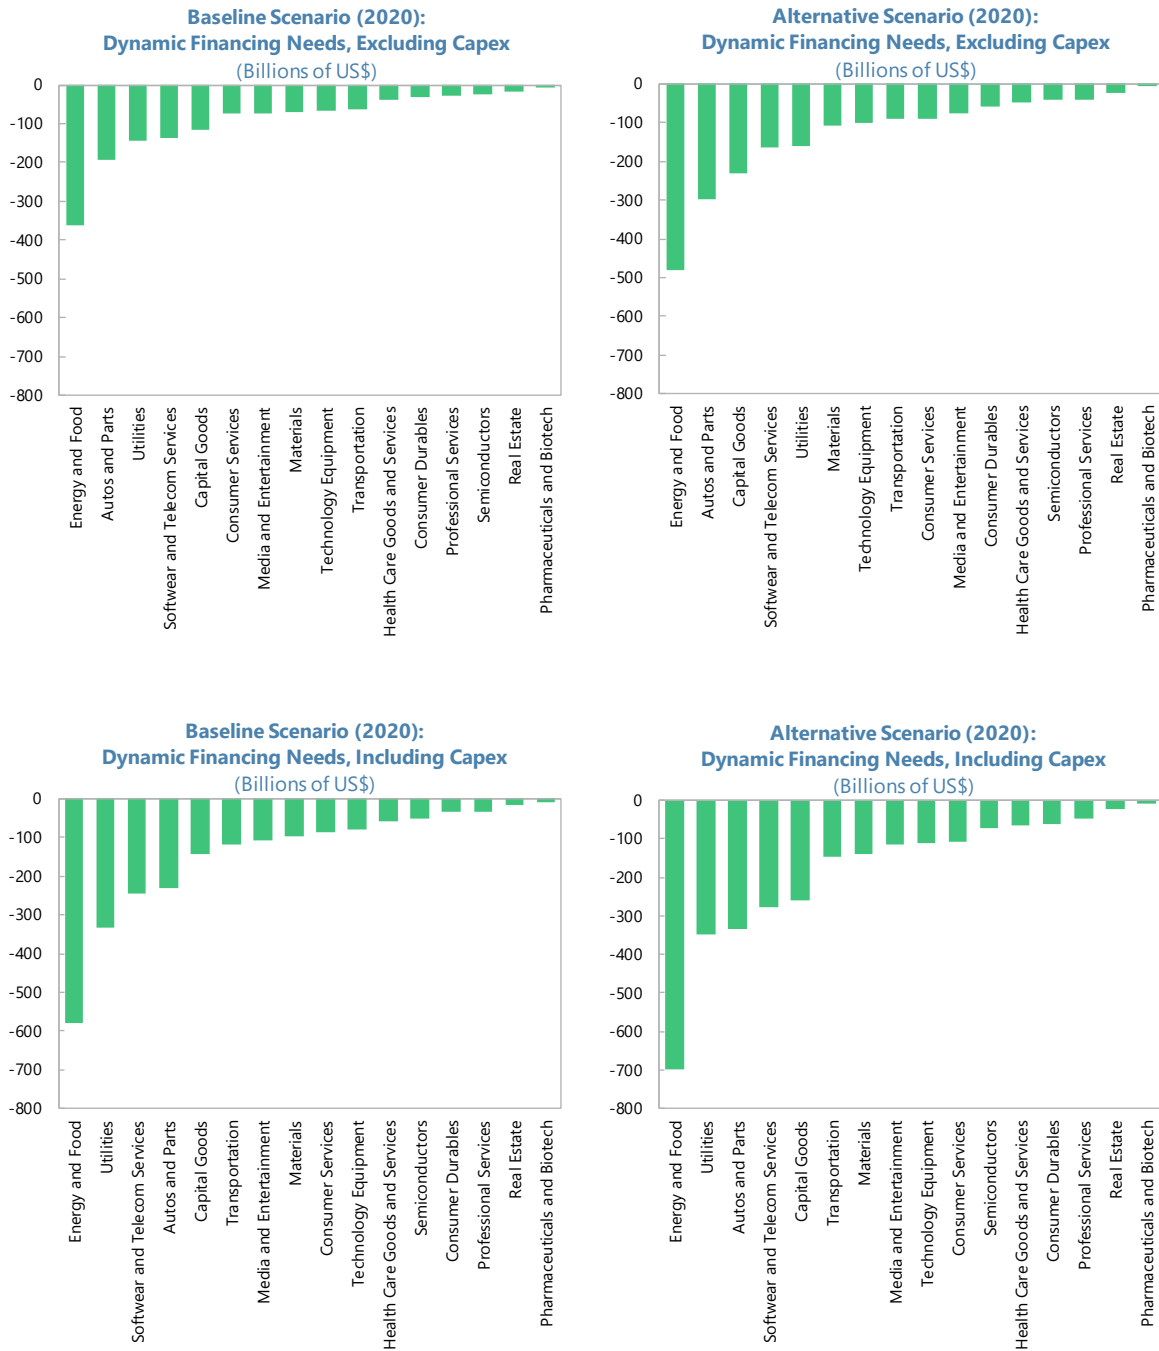 Baseline Scenario (2020):
Dynamic Financing Needs, Excluding Capex
(Billions of US$)
0
-100
-200
-300
-400
-500
-600
-700
-800
Energy and Food
Autos and Parts
Utilities
Softwear and Telecom Services
Capital Goods
Consumer Services
Media and Entertainment
Materials
Technology Equipment
Transportation
Health Care Goods and Services
Consumer Durables
Professional Services
Semiconductors
Real Estate
Pharmaceuticals and Biotech
Alternative Scenario (2020):
Dynamic Financing Needs, Excluding Capex
(Billions of US$)
0
-100
-200
-300
-400
-500
-600
-700
-800
Energy and Food
Autos and Parts
Capital Goods
Softwear and Telecom Services
Utilities
Materials
Technology Equipment
Transportation
Consumer Services
Media and Entertainment
Consumer Durables
Health Care Goods and Services
Semiconductors
Professional Services
Real Estate
Pharmaceuticals and Biotech
Baseline Scenario (2020):
Dynamic Financing Needs, Including Capex
(Billions of US$)
0
-100
-200
-300
-400
-500
-600
-700
-800
Energy and Food
Utilities
Softwear and Telecom Services
Autos and Parts
Capital Goods
Transportation
Media and Entertainment
Materials
Consumer Services
Technology Equipment
Health Care Goods and Services
Semiconductors
Consumer Durables
Professional Services
Real Estate
Pharmaceuticals and Biotech
Alternative Scenario (2020):
Dynamic Financing Needs, Including Capex
(Billions of US$)
0
-100
-200
-300
-400
-500
-600
-700
-800
Energy and Food
Utilities
Autos and Parts
Softwear and Telecom Services
Capital Goods
Transportation
Materials
Media and Entertainment
Technology Equipment
Consumer Services
Semiconductors
Health Care Goods and Services
Consumer Durables
Professional Services
Real Estate
Pharmaceuticals and Biotech